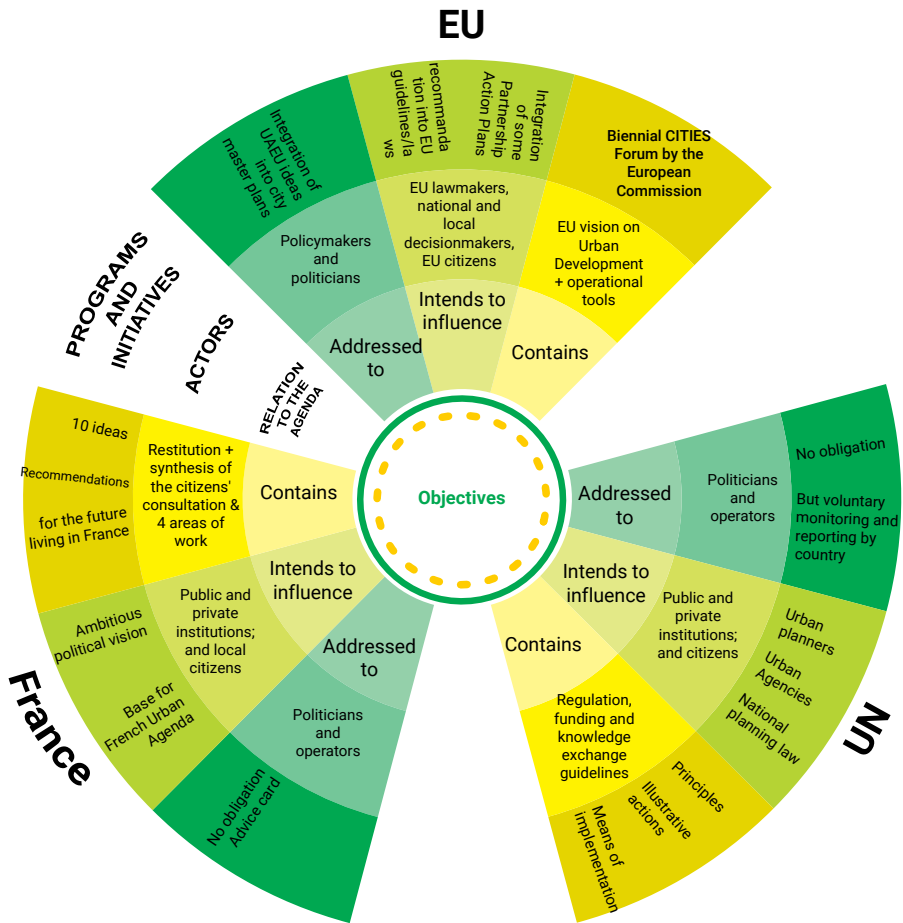 EU
Integration of
UAEU ideas
into city
master plans
recommanda
tion into EU
guidelines/la
ws
Integration
of some
Partnership
Action Plans
Biennial CITIES
Forum by the
European
Commission
Policymakers
and
politicians
EU lawmakers,
national and
local
decisionmakers,
EU citizens
EU vision on
Urban
Development
+ operational
tools
Addressed
to
Intends to
influence
Contains
PROGRAMS
AND
INITIATIVES
ACTORS
RELATION
TO THE
AGENDA
10 ideas
Recommendations
for the future
living in France
Restitution +
synthesis of
the citizens'
consultation &
4 areas of
work
Contains
Objectives
Addressed
to
Politicians
and
operators
No obligation
But voluntary
monitoring and
reporting by
country
Ambitious
political vision
Base for
French Urban
Agenda
Public and
private
institutions;
and local
citizens
Intends to
influence
Intends to
influence
Public and
private
institutions;
and citizens
Urban
planners
Urban
Agencies
National
planning law
France
No obligation
Advice card
Politicians
and
operators
Addressed
to
Contains
Regulation,
funding and
knowledge
exchange
guidelines
Principles
Illustrative
actions
Means of
implementation
UN